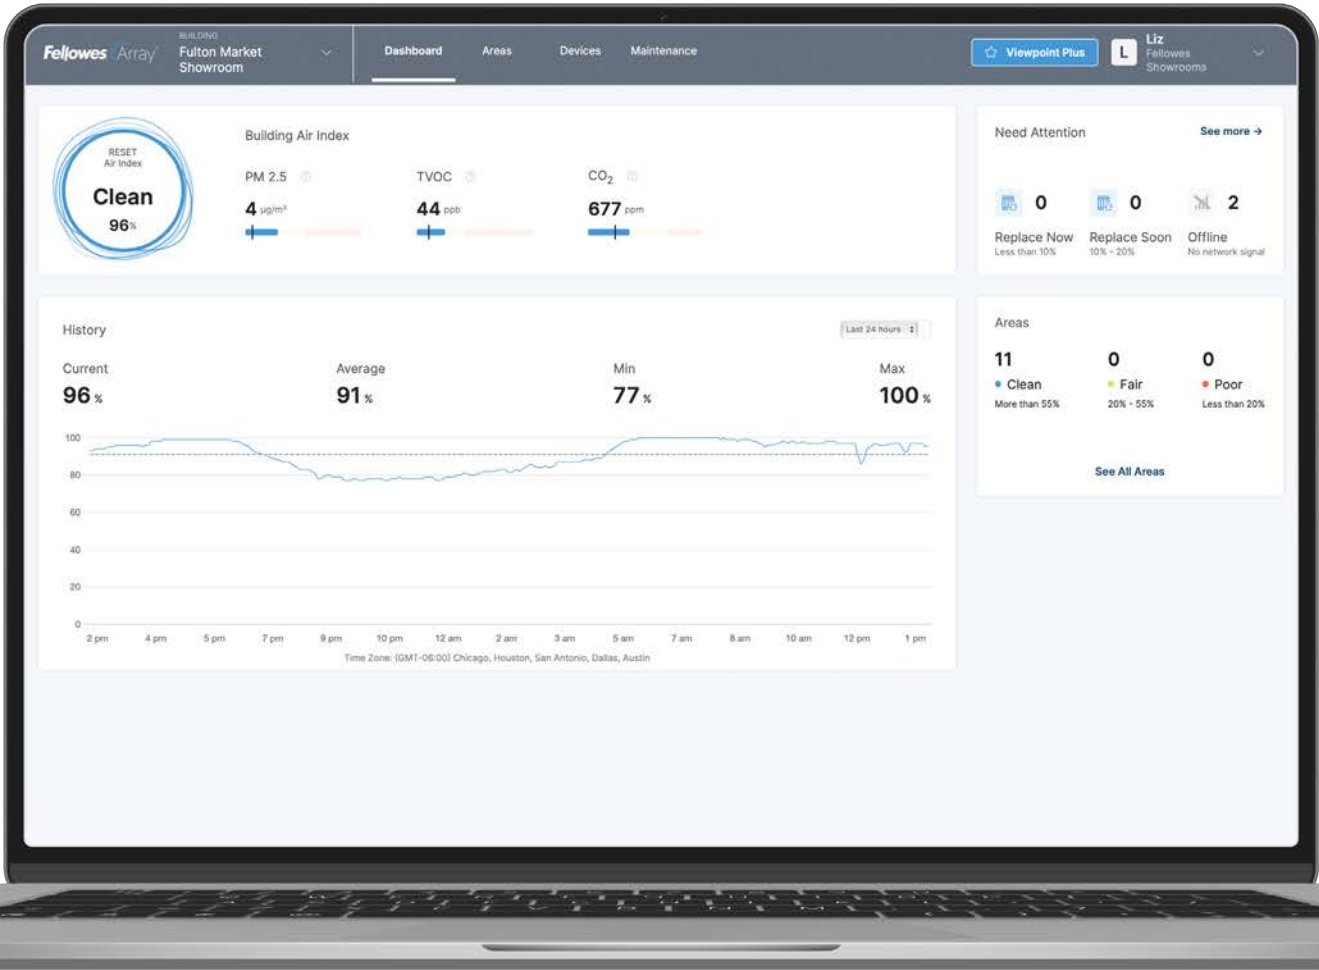 Fellowes Array
BUILDING
Fulton Market
Showroom
Dashboard
Areas
Devices
Maintenance
Viewpoint Plus
L
Liz
Fellowes
Showrooms
RESET
Air Index
Clean
96%
Building Air Index
PM 2.5
4 µg/m³
TVOC
44 ppb
CO₂
677 ppm
Need Attention
See more →
0
Replace Now
Less than 10%
0
Replace Soon
10% - 20%
2
Offline
No network signal
History
Last 24 hours
Current
96 %
Average
91 %
Min
77 %
Max
100 %
100
80
60
40
20
0
2 pm 4 pm 5 pm 7 pm 9 pm 10 pm 12 am 2 am 3 am 5 am 7 am 8 am 10 am 12 pm 1 pm
Time Zone: (GMT-06:00) Chicago, Houston, San Antonio, Dallas, Austin
Areas
11
Clean
More than 55%
0
Fair
20% - 55%
0
Poor
Less than 20%
See All Areas